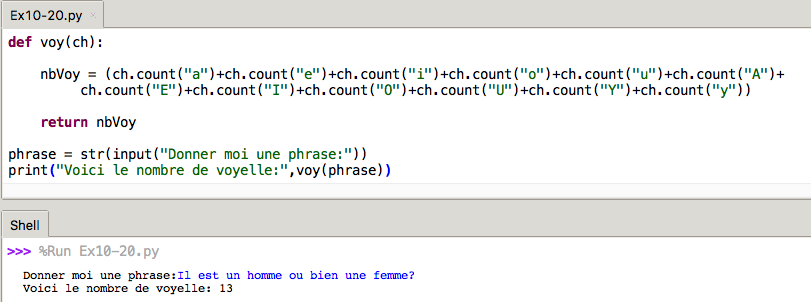 Ex10-20.py ×
def voy(ch):
nbVoy = (ch.count("a")+ch.count("e")+ch.count("i")+ch.count("o")+ch.count("u")+ch.count("A")+
ch.count("E")+ch.count("I")+ch.count("O")+ch.count("U")+ch.count("Y")+ch.count("y"))
return nbVoy
phrase = str(input("Donner moi une phrase:"))
print("Voici le nombre de voyelle:",voy(phrase))
Shell
>>> %Run Ex10-20.py
Donner moi une phrase:Il est un homme ou bien une femme?
Voici le nombre de voyelle: 13